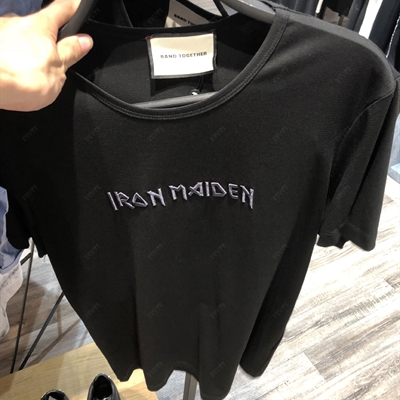 BAND TOGETHER
IRON MAIDEN